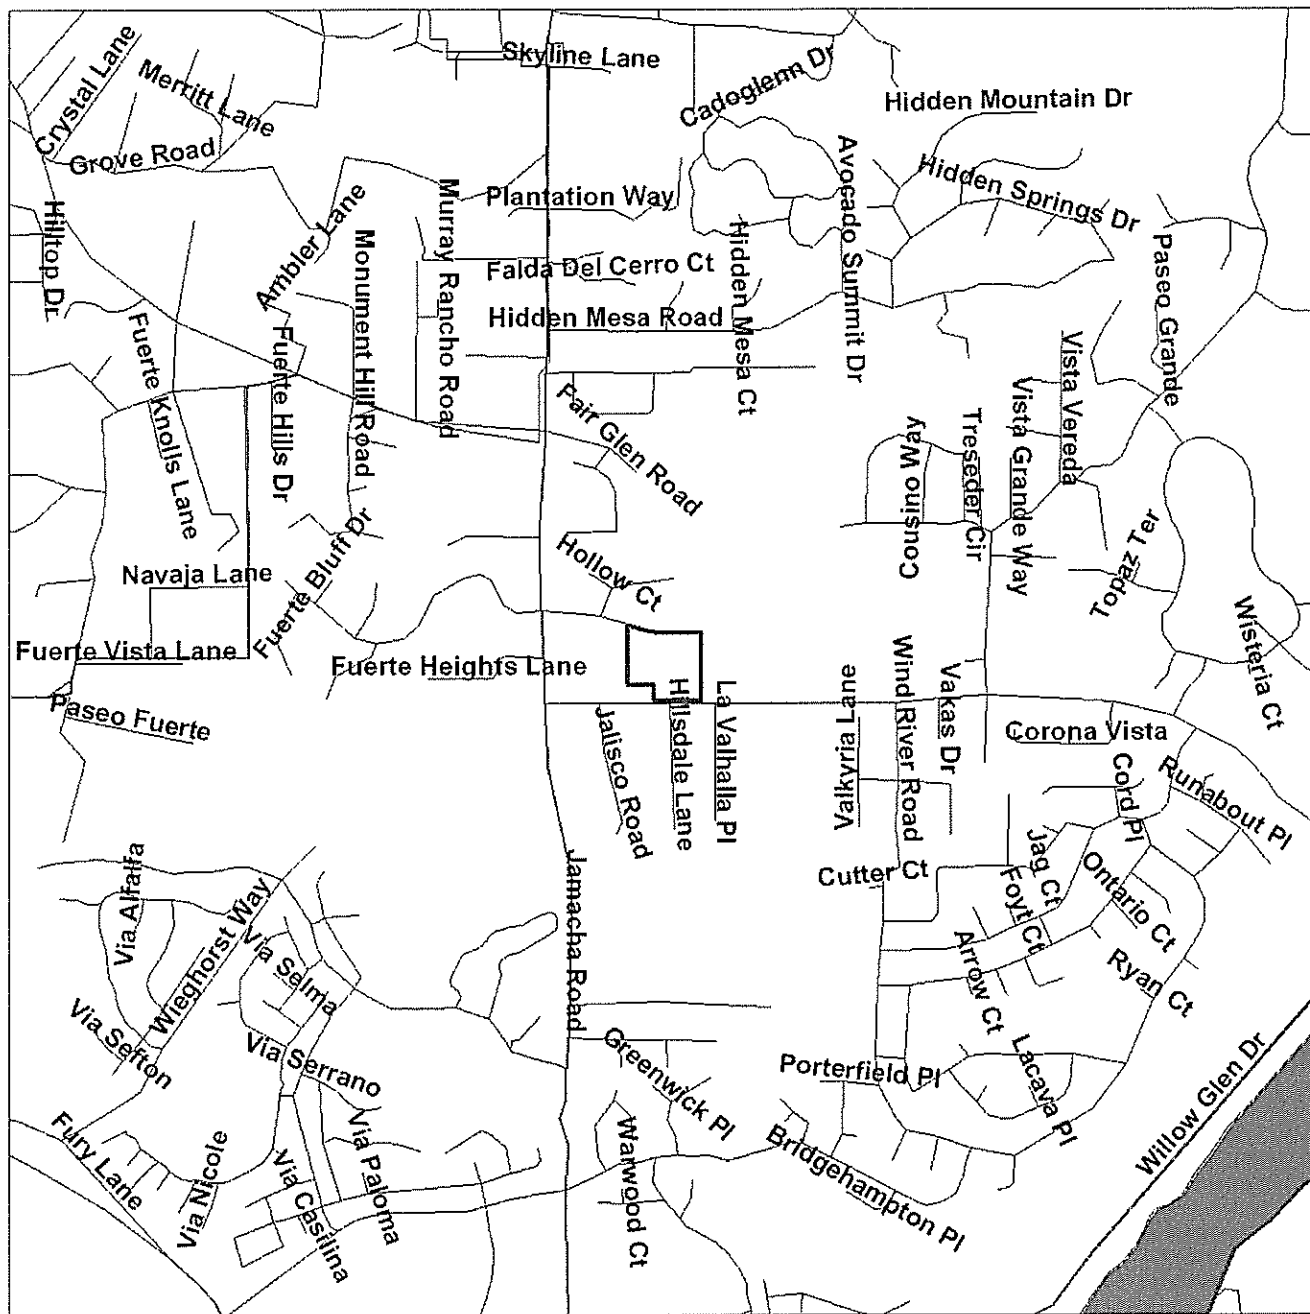 Skyline Lane
Crystal Lane
Merritt Lane
Cadoglenn Dr
Hidden Mountain Dr
Grove Road
Avocado Summit Dr
Hidden Springs Dr
Murray Rancho Road
Plantation Way
Hilltop Dr
Ambler Lane
Monument Hill Road
Hidden Mesa Ct
Paseo Grande
Falda Del Cerro Ct
Hidden Mesa Road
Fuerte Knolls Lane
Fuerte Hills Dr
Vista Vereda
Fair Glen Road
Cousino Way
Treseder Cir
Vista Grande Way
Fuerte Bluff Dr
Hollow Ct
Topaz Ter
Navaja Lane
Wisteria Ct
Fuerte Vista Lane
Fuerte Heights Lane
Hillsdale Lane
La Valhalla Pl
Valkyria Lane
Wind River Road
Vakas Dr
Paseo Fuerte
Jalisco Road
Corona Vista
Cord Pl
Runabout Pl
Jamacha Road
Via Alfalfa
Wieghorst Way
Cutter Ct
Jag Ct
Foyt Ct
Ontario Ct
Via Selma
Arrow Ct
Ryan Ct
Via Sefton
Via Serrano
Greenwick Pl
Porterfield Pl
Lacava Pl
Willow Glen Dr
Fury Lane
Via Nicole
Via Casilina
Via Paloma
Warwood Ct
Bridgehampton Pl